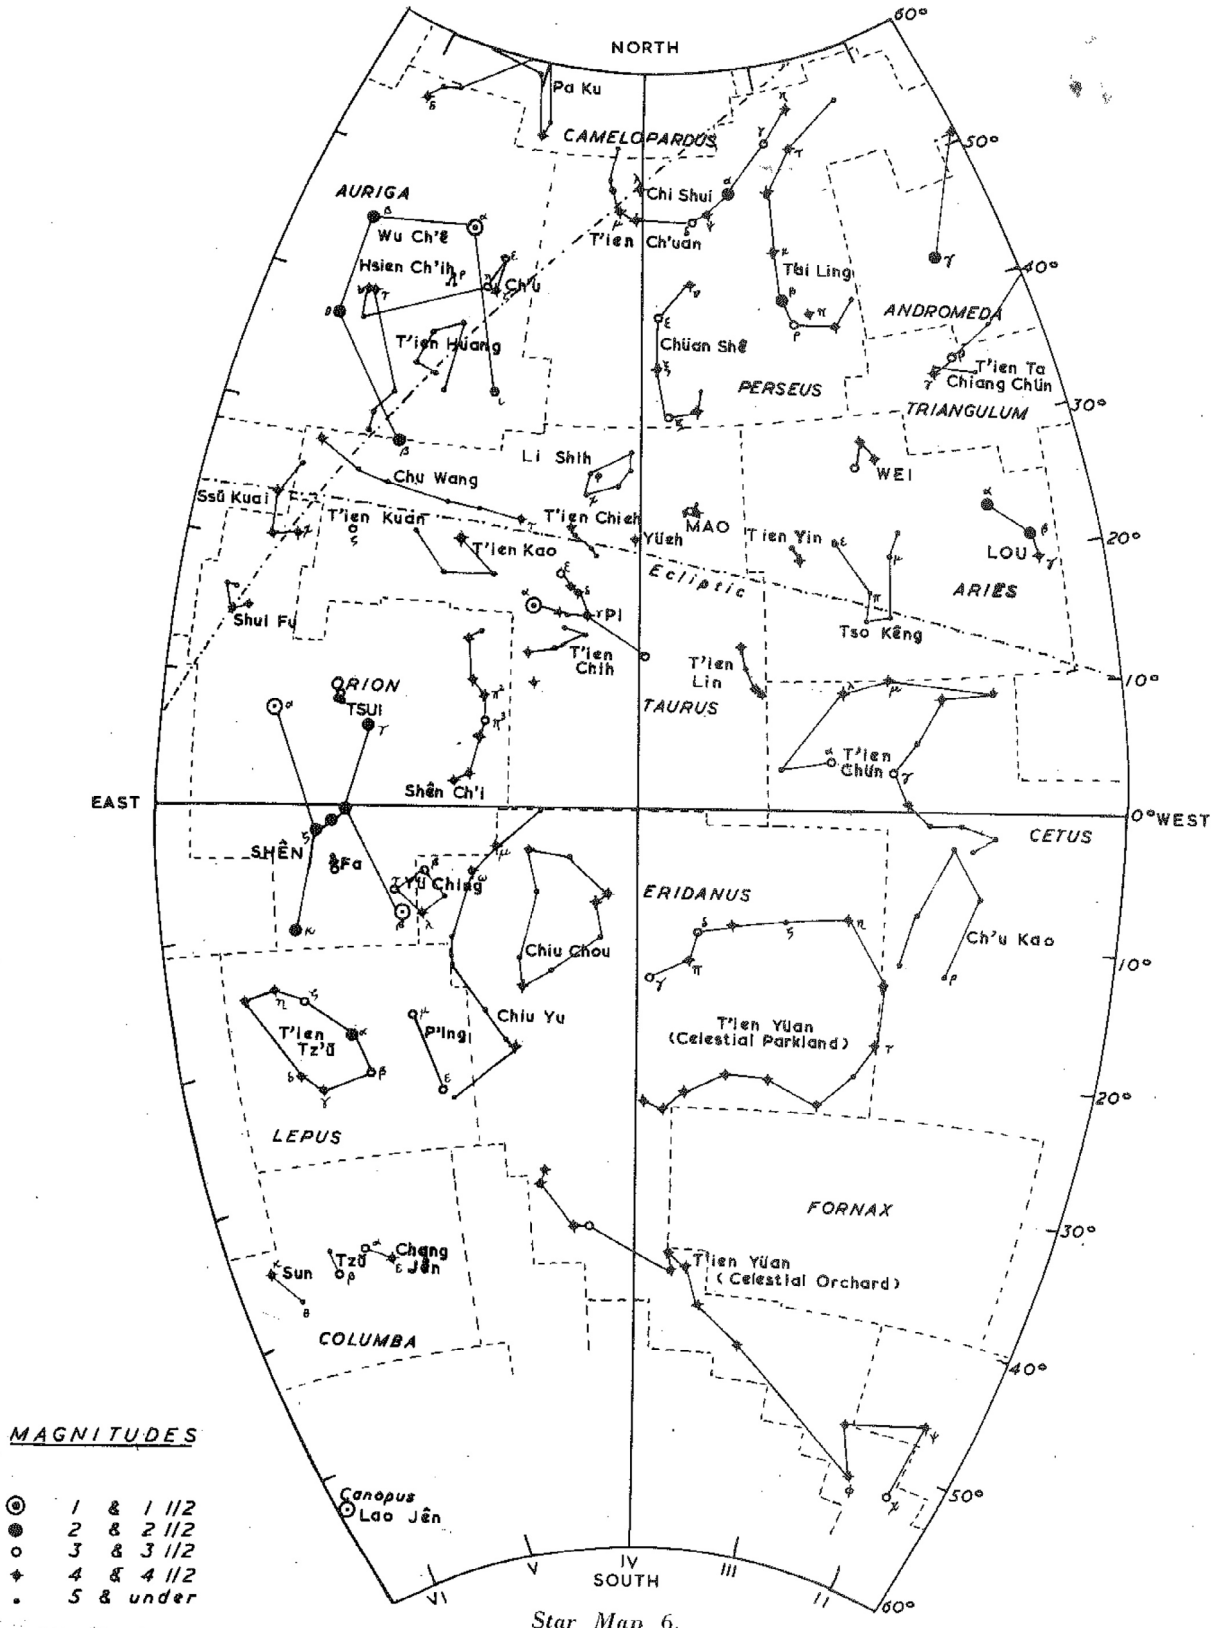 60°
NORTH
Pa Ku
CAMELOPARDUS
50°
AURIGA
Chi Shui
Wu Ch'ê
T'ien Ch'uan
Hsien Ch'ih
Ch'u
Tai Ling
40°
ANDROMEDA
T'ien Huang
Chüan Shê
T'ien Ta
Chiang Chün
PERSEUS
30°
TRIANGULUM
Li Shih
WEI
Chu Wang
Ssŭ Kuai
T'ien Kuan
T'ien Chieh
MAO
Yüeh
T'ien Kao
T'ien Yin
LOU
20°
Ecliptic
ARIES
Shui Fu
PI
Tso Kêng
T'ien
Chih
T'ien
Lin
10°
ORION
TSUI
TAURUS
T'ien
Chün
Shên Ch'i
EAST
0° WEST
CETUS
SHÊN
Fa
Yü Ching
ERIDANUS
Chiu Chou
Ch'u Kao
10°
T'ien
Tz'ŭ
P'ing
Chiu Yu
T'ien Yüan
(Celestial Parkland)
20°
LEPUS
FORNAX
30°
Sun
Tzŭ
Chang
Jên
T'ien Yüan
(Celestial Orchard)
COLUMBA
40°
MAGNITUDES
1 & 1 1/2
2 & 2 1/2
3 & 3 1/2
4 & 4 1/2
5 & under
Canopus
Lao Jên
50°
VI
V
IV
III
II
SOUTH
60°
Star Map 6.